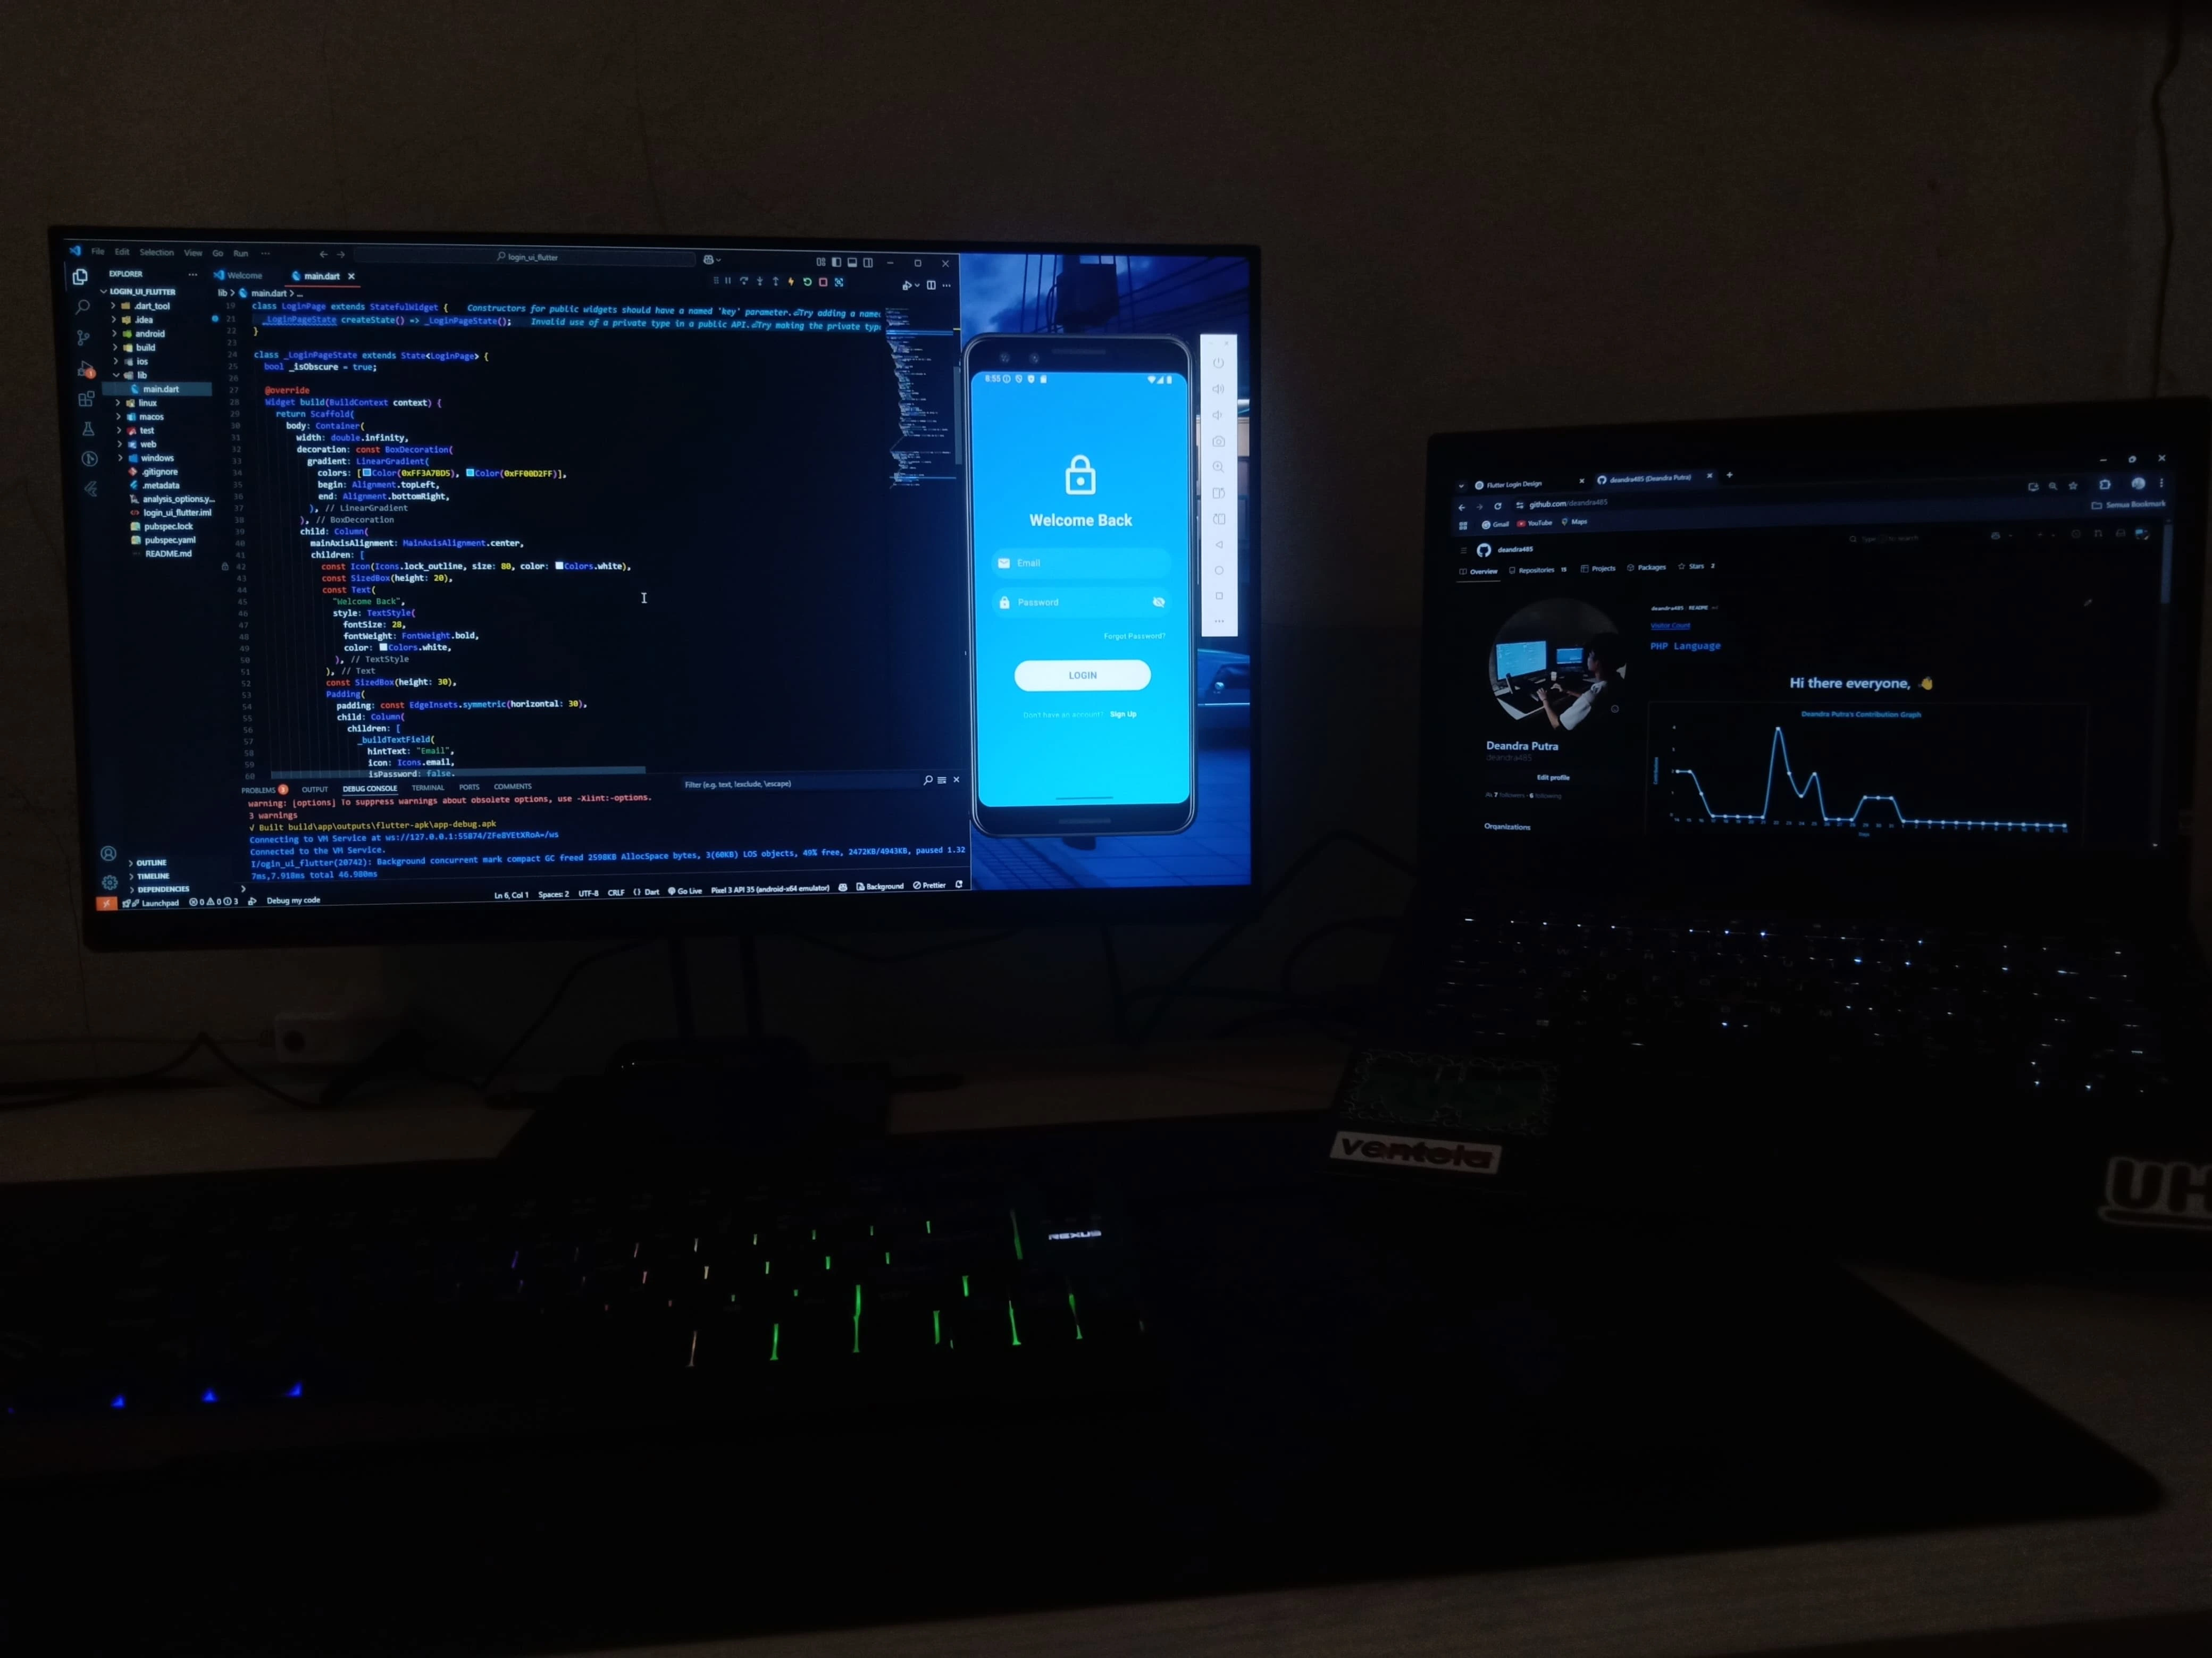 File Edit Selection View Go Run ...
login_ui_flutter
EXPLORER ...
Welcome
main.dart
LOGIN_UI_FLUTTER
.dart_tool
.idea
android
build
ios
lib
main.dart
linux
macos
test
web
windows
.gitignore
.metadata
analysis_options.y...
login_ui_flutter.iml
pubspec.lock
pubspec.yaml
README.md
OUTLINE
TIMELINE
DEPENDENCIES
lib > main.dart > ...
19 class LoginPage extends StatefulWidget { Constructors for public widgets should have a named 'key' parameter. Try adding a name
21 _LoginPageState createState() => _LoginPageState(); Invalid use of a private type in a public API. Try making the private typ
22 }
23
24 class _LoginPageState extends State<LoginPage> {
25 bool _isObscure = true;
26
27 @override
28 Widget build(BuildContext context) {
29 return Scaffold(
30 body: Container(
31 width: double.infinity,
32 decoration: const BoxDecoration(
33 gradient: LinearGradient(
34 colors: [Color(0xFF3A7BD5), Color(0xFF00D2FF)],
35 begin: Alignment.topLeft,
36 end: Alignment.bottomRight,
37 ), // LinearGradient
38 ), // BoxDecoration
39 child: Column(
40 mainAxisAlignment: MainAxisAlignment.center,
41 children: [
42 const Icon(Icons.lock_outline, size: 80, color: Colors.white),
43 const SizedBox(height: 20),
44 const Text(
45 "Welcome Back",
46 style: TextStyle(
47 fontSize: 28,
48 fontWeight: FontWeight.bold,
49 color: Colors.white,
50 ), // TextStyle
51 ), // Text
52 const SizedBox(height: 30),
53 Padding(
54 padding: const EdgeInsets.symmetric(horizontal: 30),
55 child: Column(
56 children: [
57 _buildTextField(
58 hintText: "Email",
59 icon: Icons.email,
60 isPassword: false,
PROBLEMS 3 OUTPUT DEBUG CONSOLE TERMINAL PORTS COMMENTS
Filter (e.g. text, !exclude, \escape)
warning: [options] To suppress warnings about obsolete options, use -Xlint:-options.
3 warnings
√ Built build\app\outputs\flutter-apk\app-debug.apk
Connecting to VM Service at ws://127.0.0.1:55874/ZFe8YEtXRoA=/ws
Connected to the VM Service.
I/ogin_ui_flutter(20742): Background concurrent mark compact GC freed 2598KB AllocSpace bytes, 3(60KB) LOS objects, 49% free, 2472KB/4943KB, paused 1.32
7ms,7.918ms total 46.980ms
Launchpad 0 0 3 Debug my code
Ln 6, Col 1 Spaces: 2 UTF-8 CRLF {} Dart Go Live Pixel 3 API 35 (android-x64 emulator) Background Prettier
8:55
Welcome Back
Email
Password
Forgot Password?
LOGIN
Don't have an account? Sign Up
Flutter Login Design
deandra485 (Deandra Putra)
github.com/deandra485
Gmail YouTube Maps
Semua Bookmark
deandra485
Overview Repositories 15 Projects Packages Stars 2
deandra485 README .md
Visitor Count
PHP Language
Hi there everyone, 👋
Deandra Putra's Contribution Graph
Deandra Putra
deandra485
Edit profile
7 followers · 6 following
Organizations
ventela
UH
NEXUS